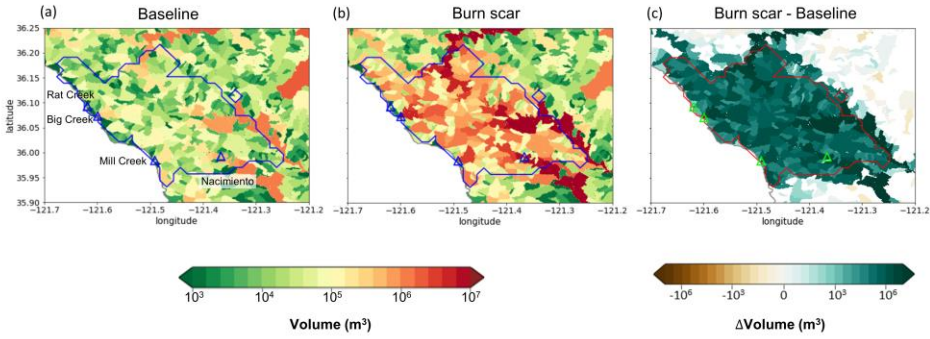 (a) Baseline (b) Burn scar (c) Burn scar - Baseline
36.25
36.20
36.15
36.10
36.05
36.00
35.95
35.90
latitude
Rat Creek
Big Creek
Mill Creek
Nacimiento
−121.7 −121.6 −121.5 −121.4 −121.3 −121.2
longitude
−121.7 −121.6 −121.5 −121.4 −121.3 −121.2
longitude
−121.7 −121.6 −121.5 −121.4 −121.3 −121.2
longitude
10³ 10⁴ 10⁵ 10⁶ 10⁷
Volume (m³)
-10⁶ -10³ 0 10³ 10⁶
ΔVolume (m³)